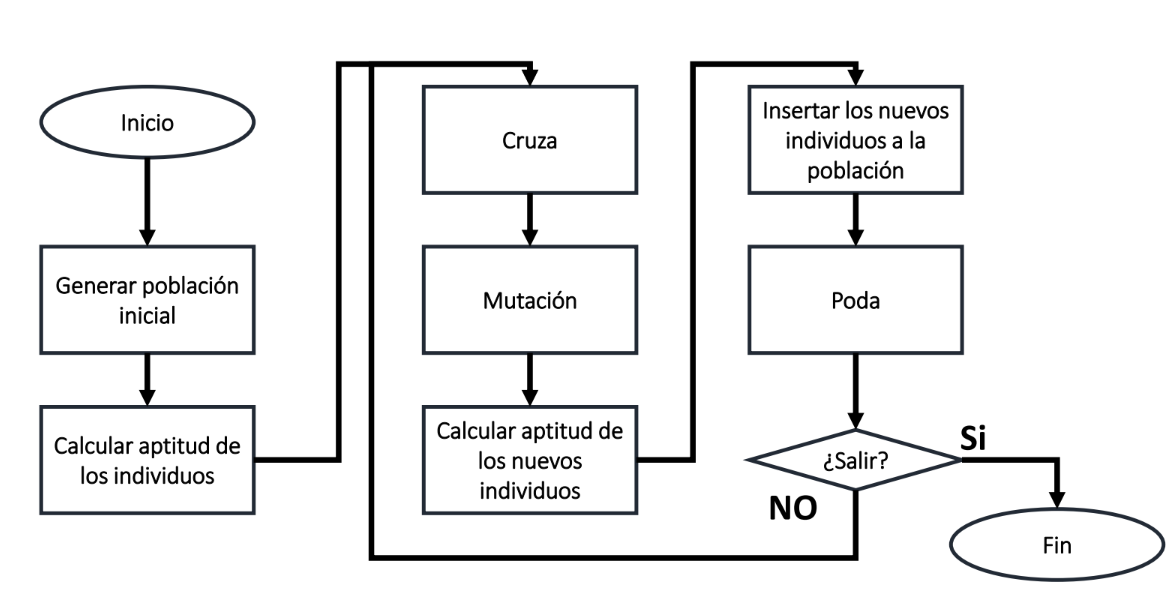 Inicio
Generar población
inicial
Calcular aptitud de
los individuos
Cruza
Mutación
Calcular aptitud de
los nuevos
individuos
Insertar los nuevos
individuos a la
población
Poda
¿Salir?
Si
NO
Fin